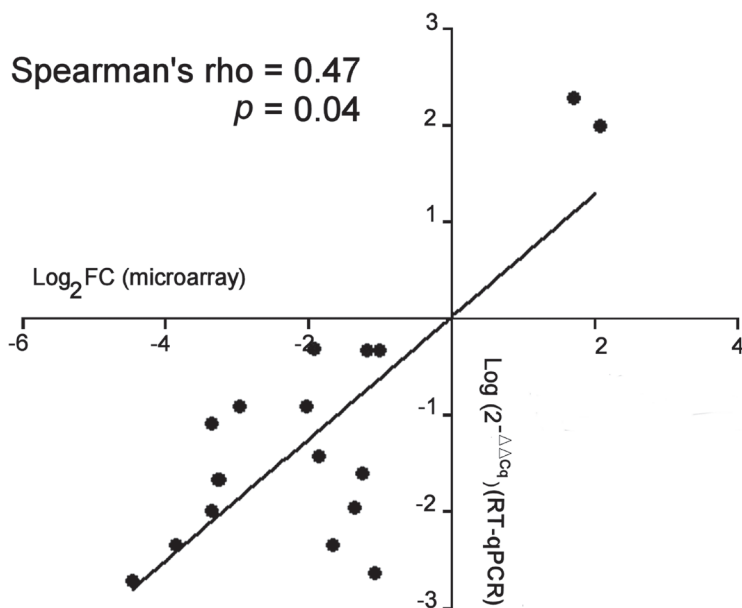 Spearman's rho = 0.47
p = 0.04
3
2
1
Log2FC (microarray)
-6
-4
-2
2
4
-1
-2
-3
Log (2-△△Cq)(RT-qPCR)